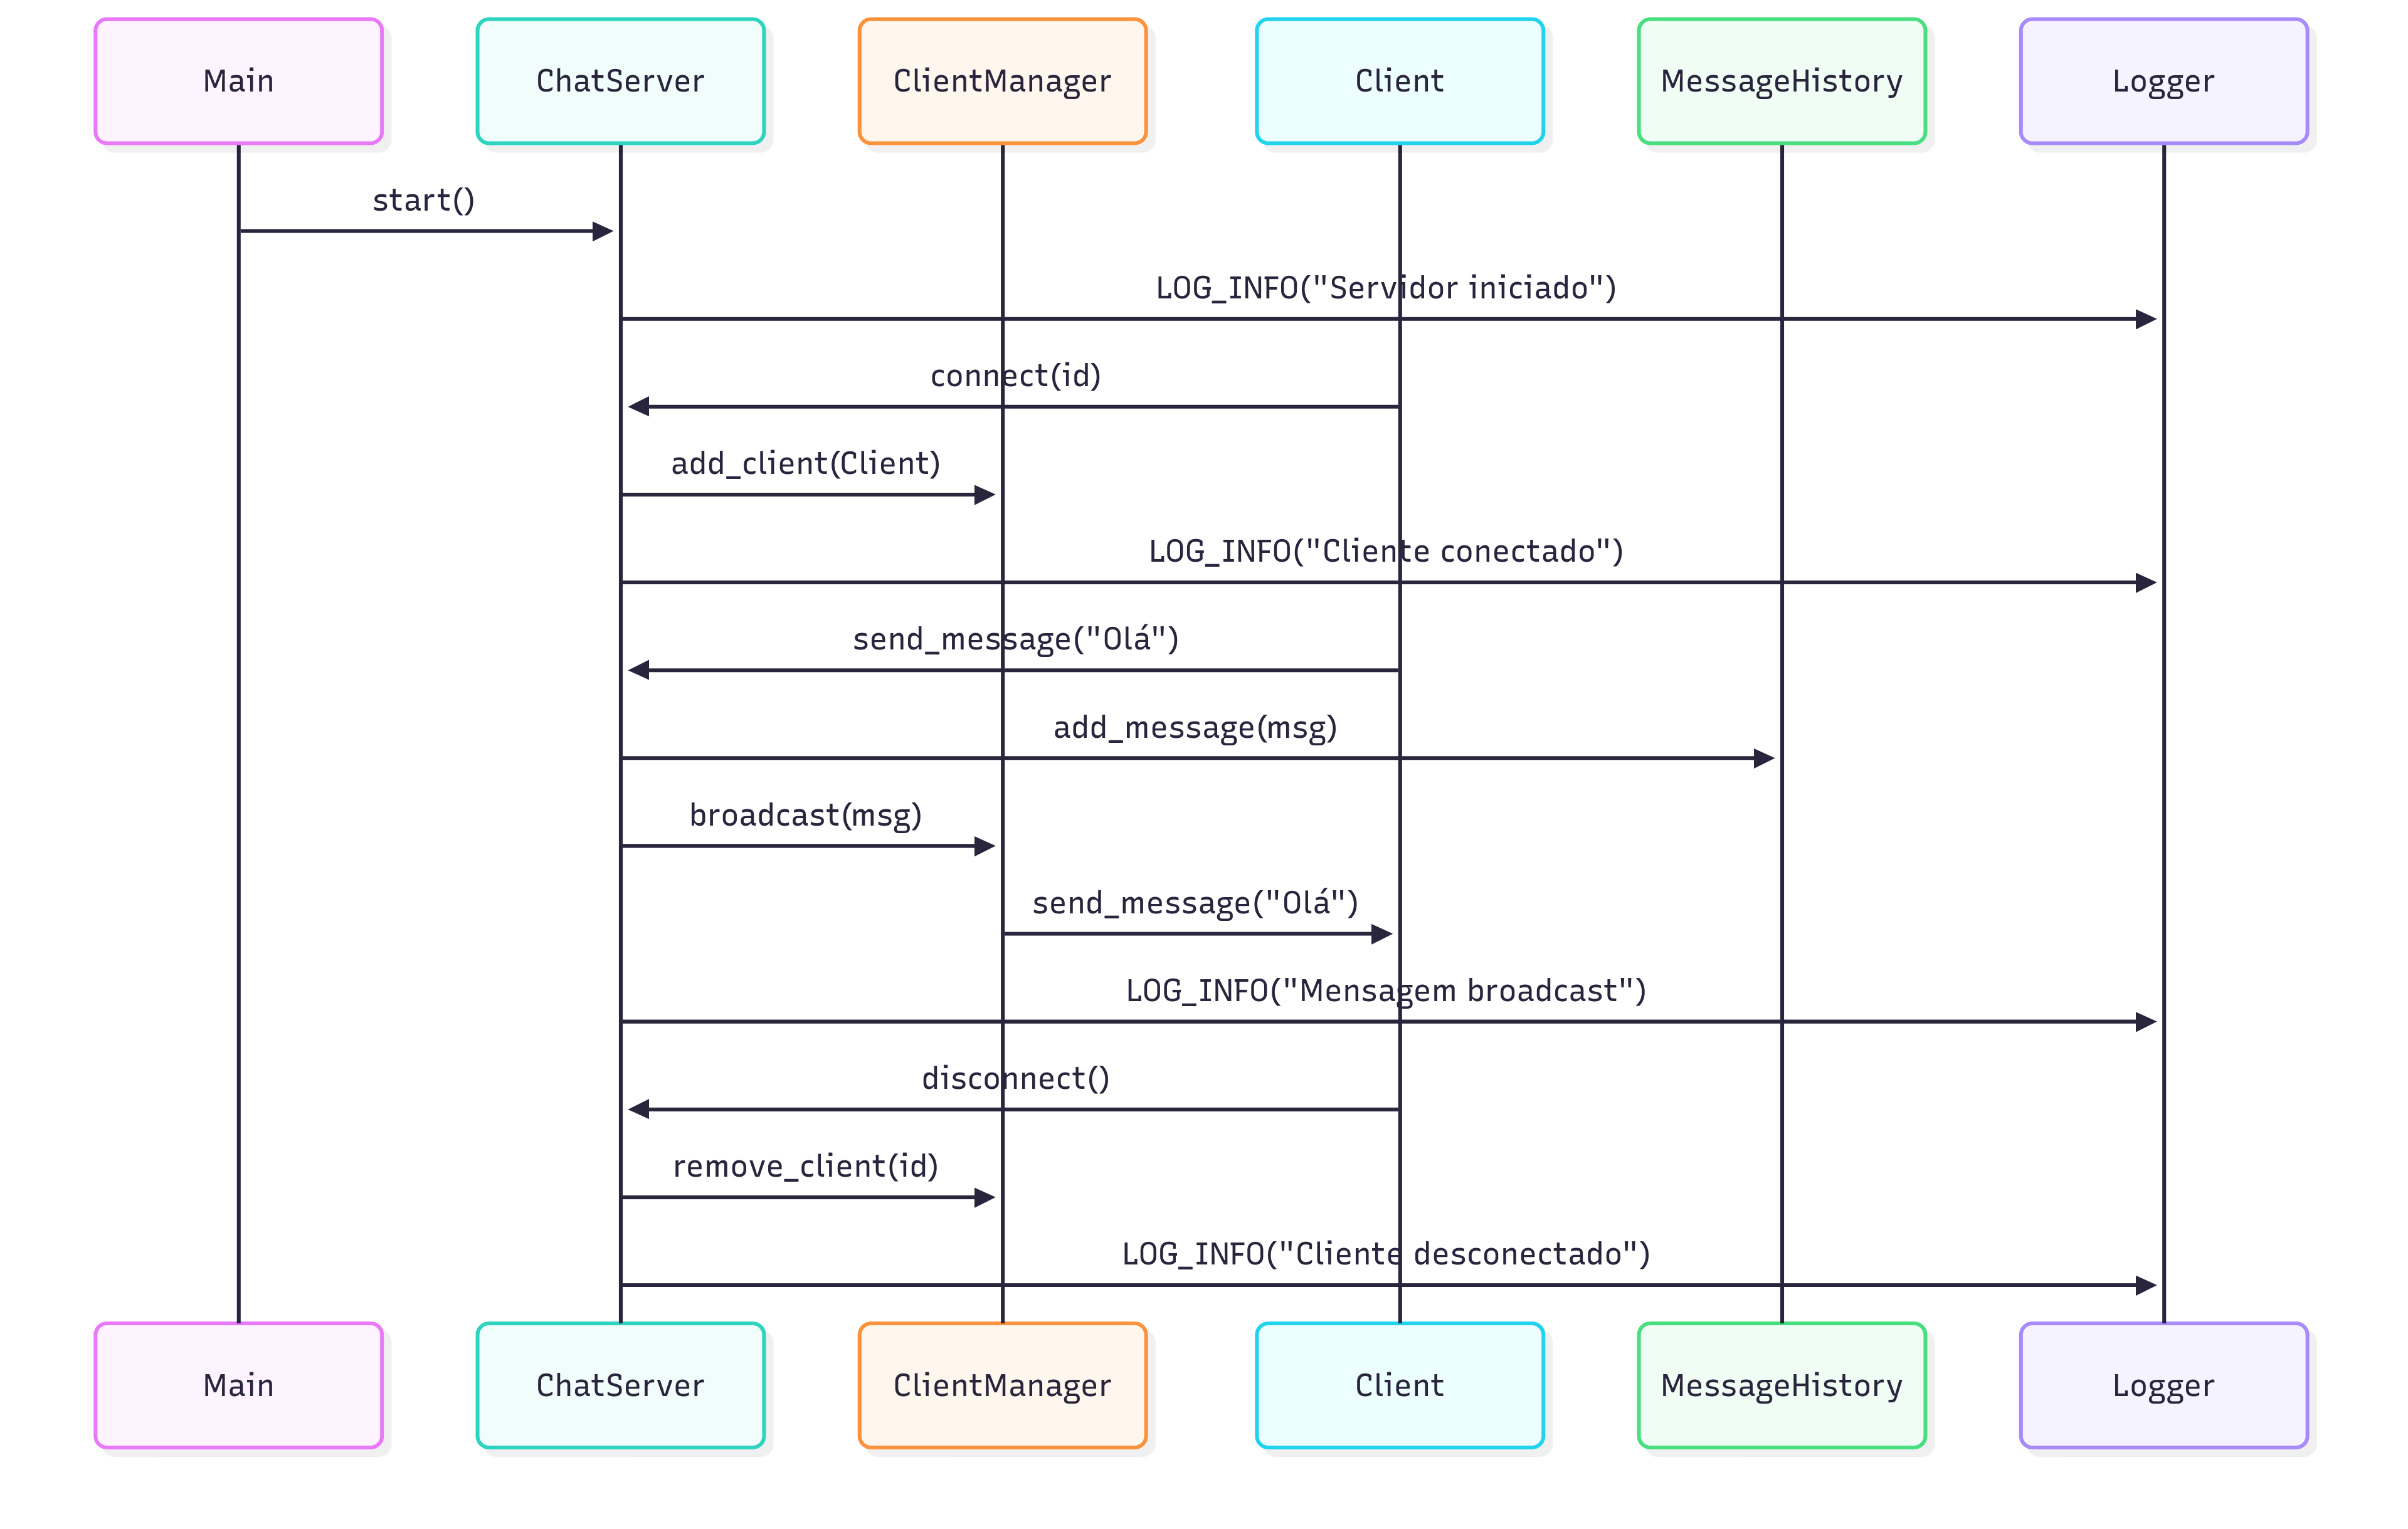 Main
ChatServer
ClientManager
Client
MessageHistory
Logger
start()
LOG_INFO("Servidor iniciado")
connect(id)
add_client(Client)
LOG_INFO("Cliente conectado")
send_message("Olá")
add_message(msg)
broadcast(msg)
send_message("Olá")
LOG_INFO("Mensagem broadcast")
disconnect()
remove_client(id)
LOG_INFO("Cliente desconectado")
Main
ChatServer
ClientManager
Client
MessageHistory
Logger